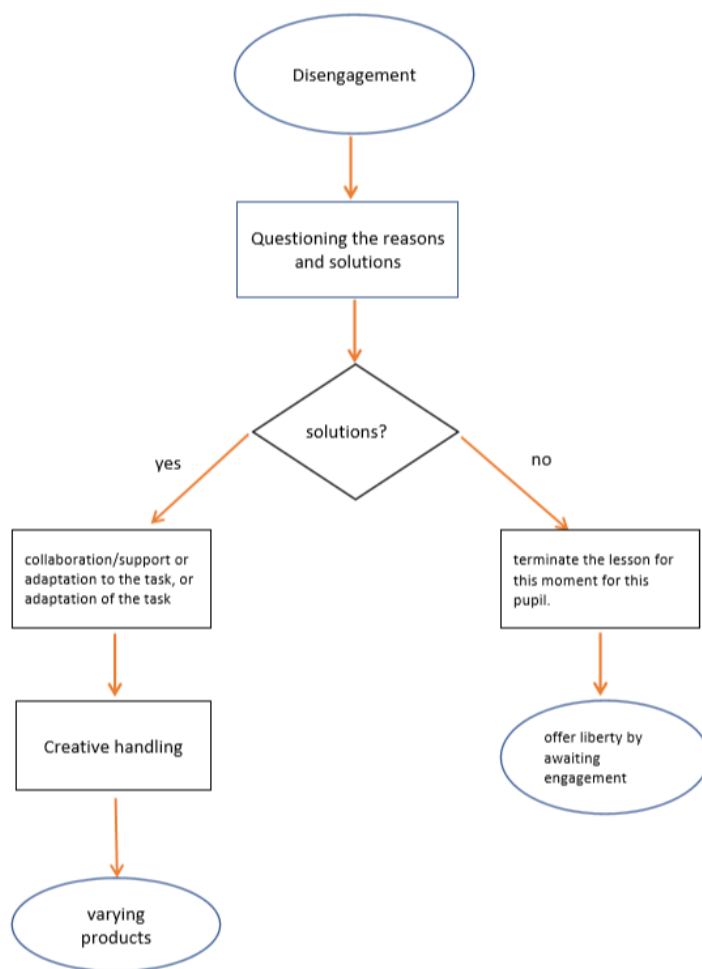 Disengagement
Questioning the reasons
and solutions
solutions?
yes
no
collaboration/support or
adaptation to the task, or
adaptation of the task
terminate the lesson for
this moment for this
pupil.
Creative handling
offer liberty by
awaiting
engagement
varying
products